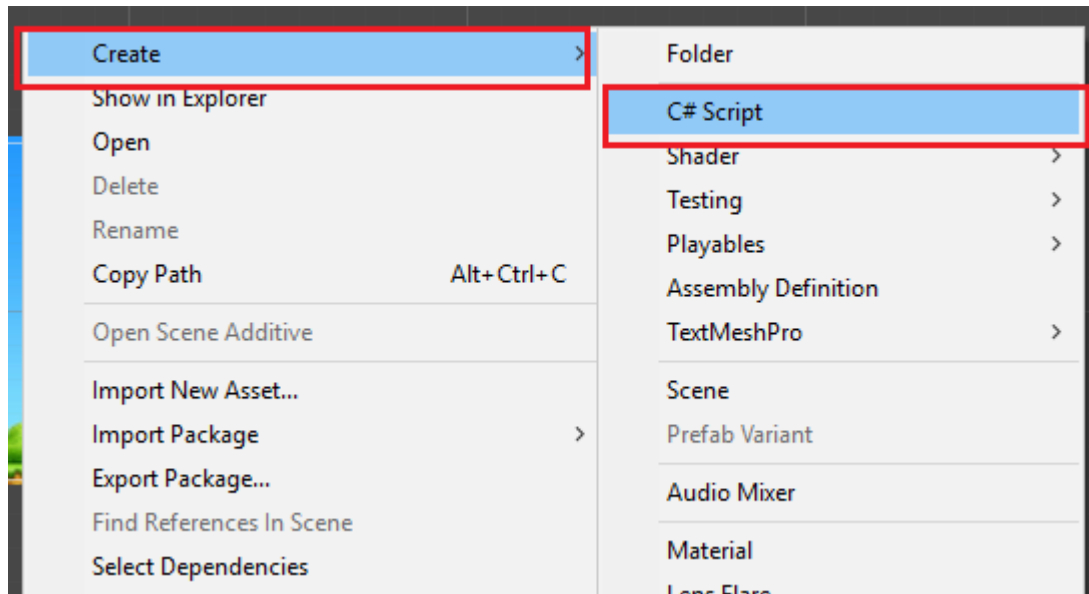 Create
Show in Explorer
Open
Delete
Rename
Copy Path Alt+Ctrl+C
Open Scene Additive
Import New Asset...
Import Package
Export Package...
Find References In Scene
Select Dependencies
Folder
C# Script
Shader
Testing
Playables
Assembly Definition
TextMeshPro
Scene
Prefab Variant
Audio Mixer
Material
Lens Flare